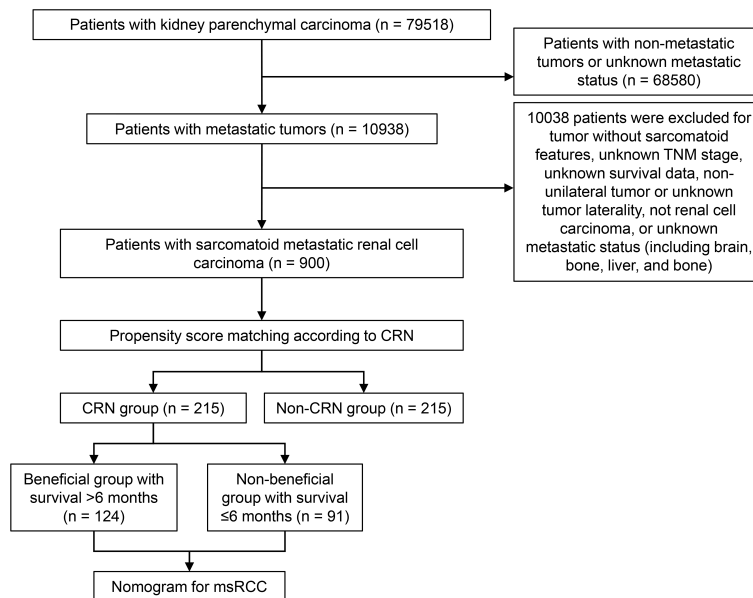 Patients with kidney parenchymal carcinoma (n = 79518)
Patients with non-metastatic
tumors or unknown metastatic
status (n = 68580)
Patients with metastatic tumors (n = 10938)
10038 patients were excluded for
tumor without sarcomatoid
features, unknown TNM stage,
unknown survival data, non-
unilateral tumor or unknown
tumor laterality, not renal cell
carcinoma, or unknown
metastatic status (including brain,
bone, liver, and bone)
Patients with sarcomatoid metastatic renal cell
carcinoma (n = 900)
Propensity score matching according to CRN
CRN group (n = 215)
Non-CRN group (n = 215)
Beneficial group with
survival >6 months
(n = 124)
Non-beneficial
group with survival
≤6 months (n = 91)
Nomogram for msRCC